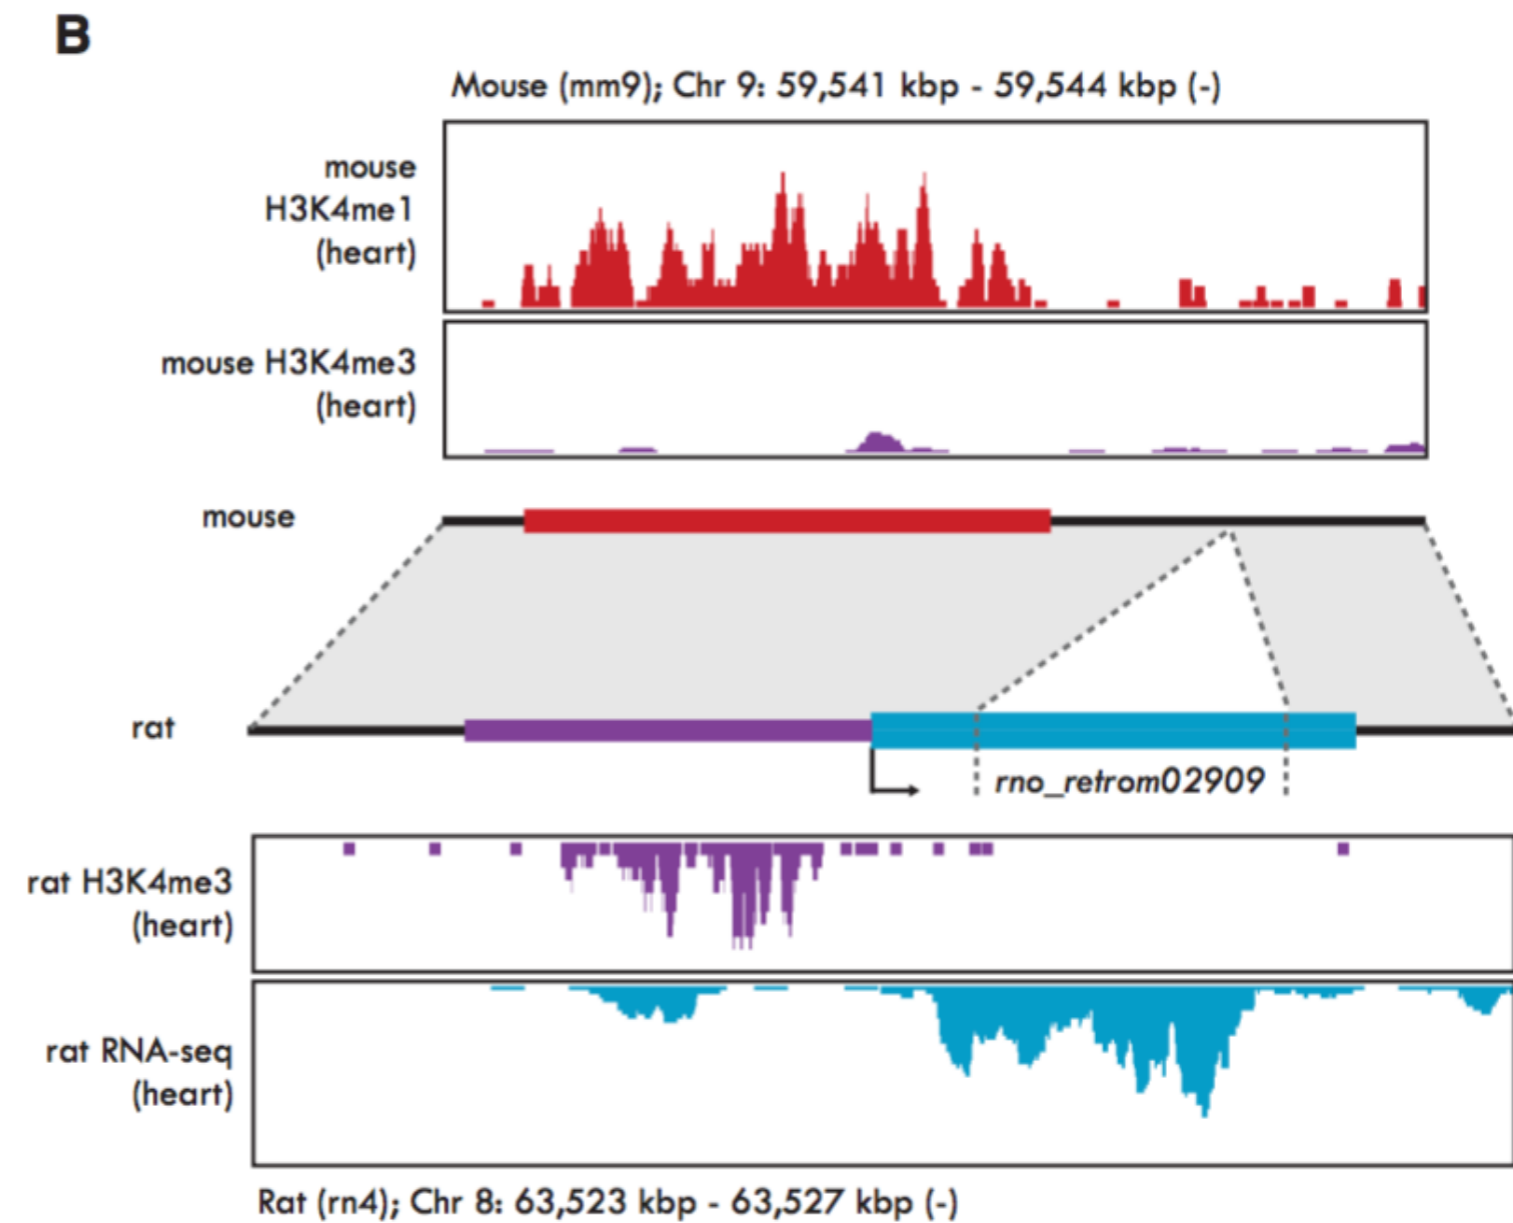 B
Mouse (mm9); Chr 9: 59,541 kbp - 59,544 kbp (-)
mouse
H3K4me1
(heart)
mouse H3K4me3
(heart)
mouse
rat
rno_retrom02909
rat H3K4me3
(heart)
rat RNA-seq
(heart)
Rat (rn4); Chr 8: 63,523 kbp - 63,527 kbp (-)